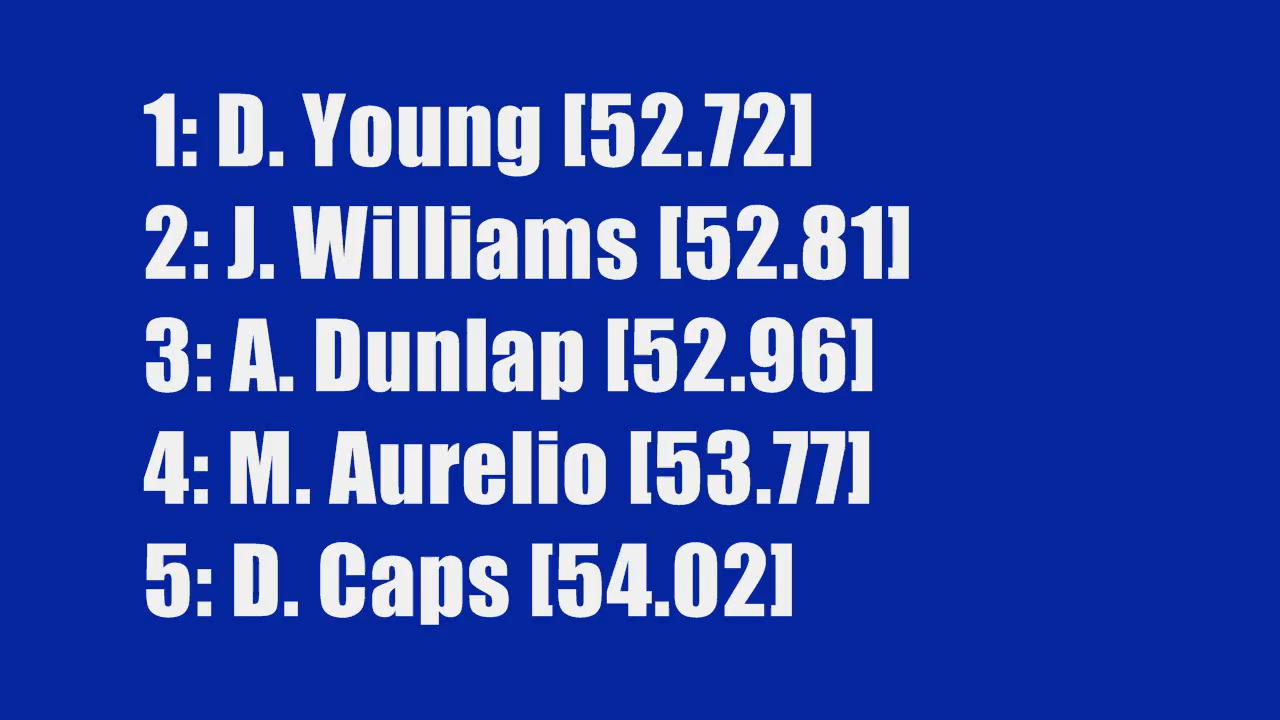 1: D. Young [52.72]
2: J. Williams [52.81]
3: A. Dunlap [52.96]
4: M. Aurelio [53.77]
5: D. Caps [54.02]